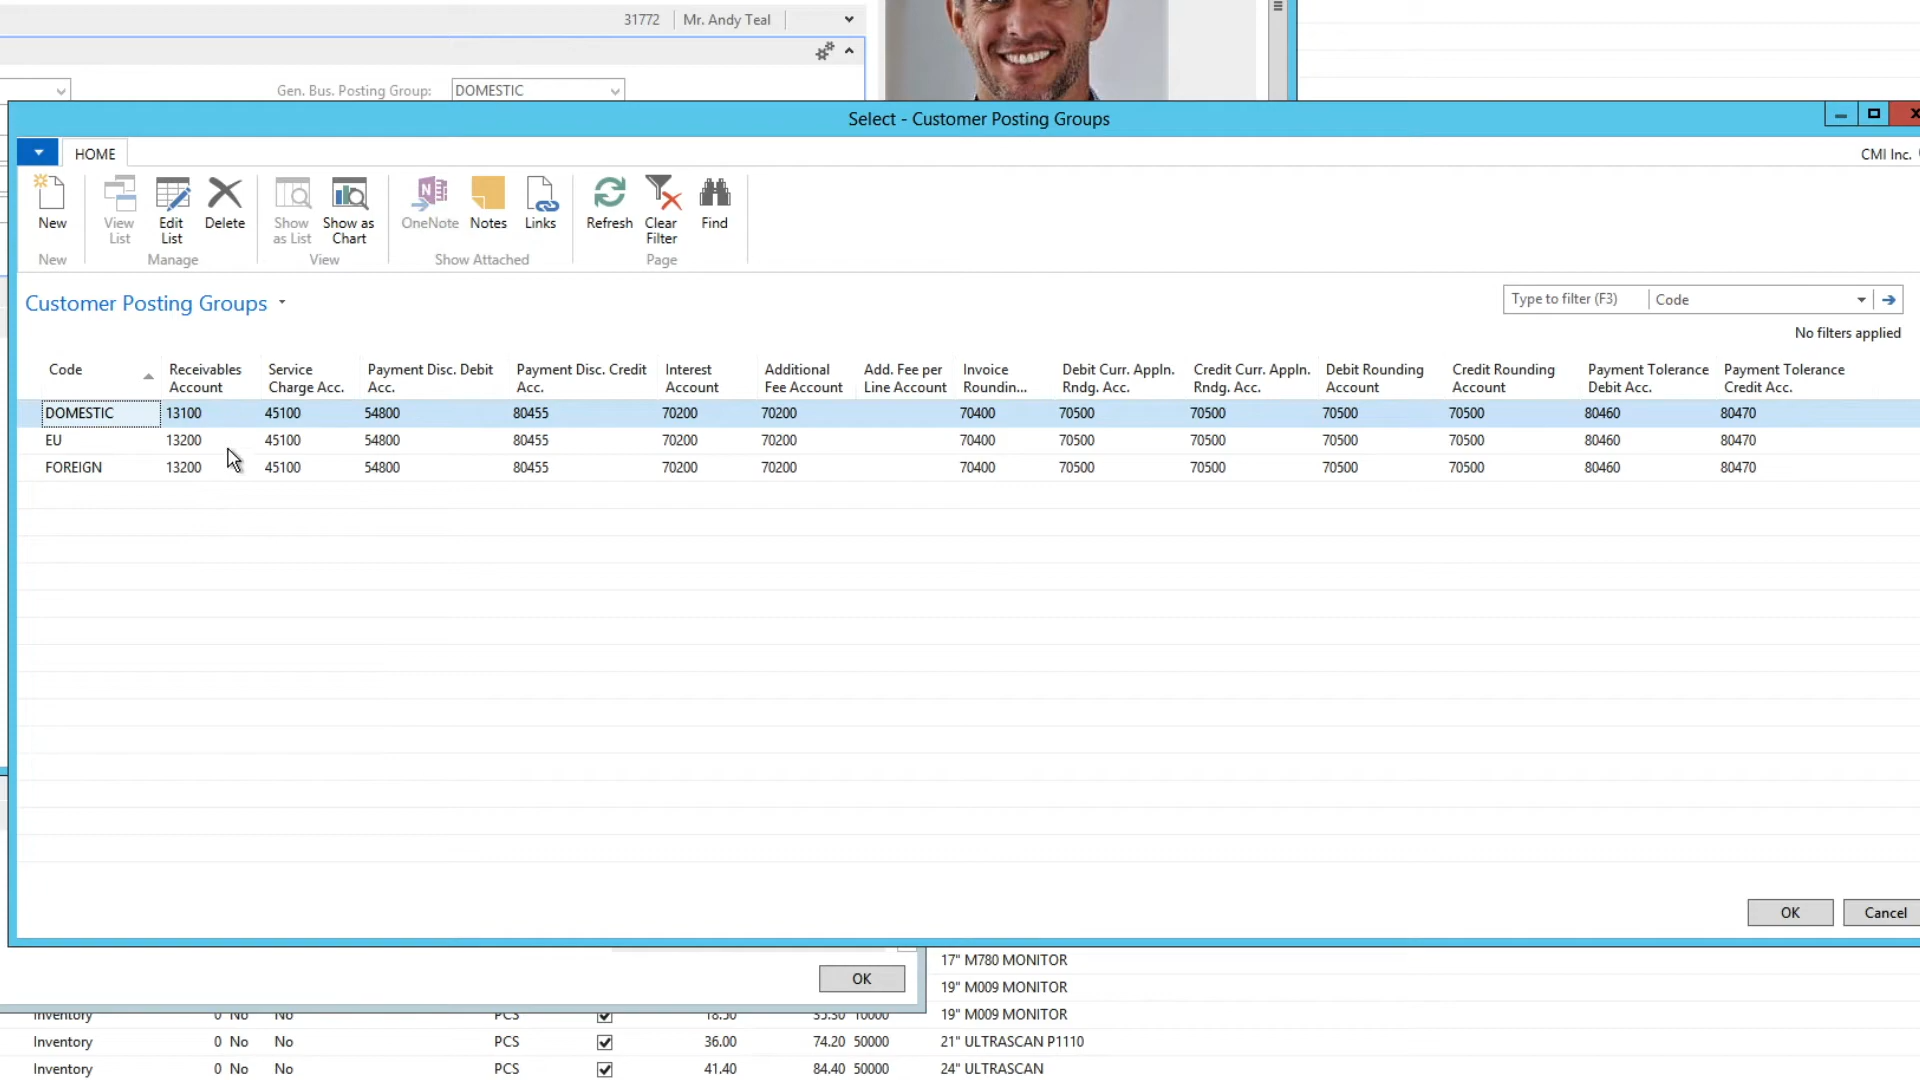 31772 Mr. Andy Teal
Gen. Bus. Posting Group: DOMESTIC
Select - Customer Posting Groups
HOME
CMI Inc.
New View List Edit List Delete Show as List Show as Chart OneNote Notes Links Refresh Clear Filter Find
New Manage View Show Attached Page
Customer Posting Groups
Type to filter (F3) Code
No filters applied
Code Receivables Account Service Charge Acc. Payment Disc. Debit Acc. Payment Disc. Credit Acc. Interest Account Additional Fee Account Add. Fee per Line Account Invoice Roundin... Debit Curr. Appln. Rndg. Acc. Credit Curr. Appln. Rndg. Acc. Debit Rounding Account Credit Rounding Account Payment Tolerance Debit Acc. Payment Tolerance Credit Acc.
DOMESTIC 13100 45100 54800 80455 70200 70200 70400 70500 70500 70500 70500 80460 80470
EU 13200 45100 54800 80455 70200 70200 70400 70500 70500 70500 70500 80460 80470
FOREIGN 13200 45100 54800 80455 70200 70200 70400 70500 70500 70500 70500 80460 80470
OK Cancel
17" M780 MONITOR
OK
19" M009 MONITOR
Inventory 0 No No PCS 18.50 35.30 10000 19" M009 MONITOR
Inventory 0 No No PCS 36.00 74.20 50000 21" ULTRASCAN P1110
Inventory 0 No No PCS 41.40 84.40 50000 24" ULTRASCAN